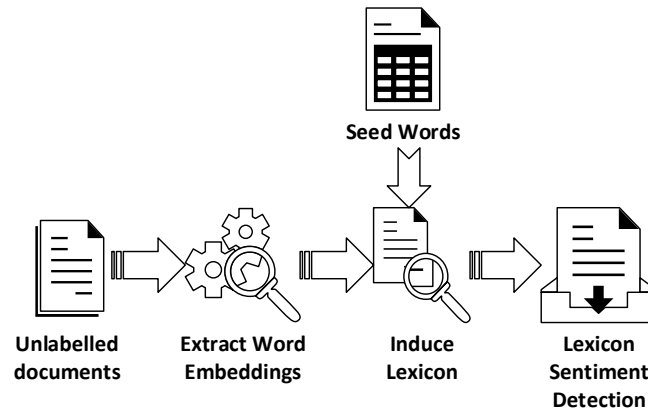 Seed Words
Unlabelled
documents
Extract Word
Embeddings
Induce
Lexicon
Lexicon
Sentiment
Detection